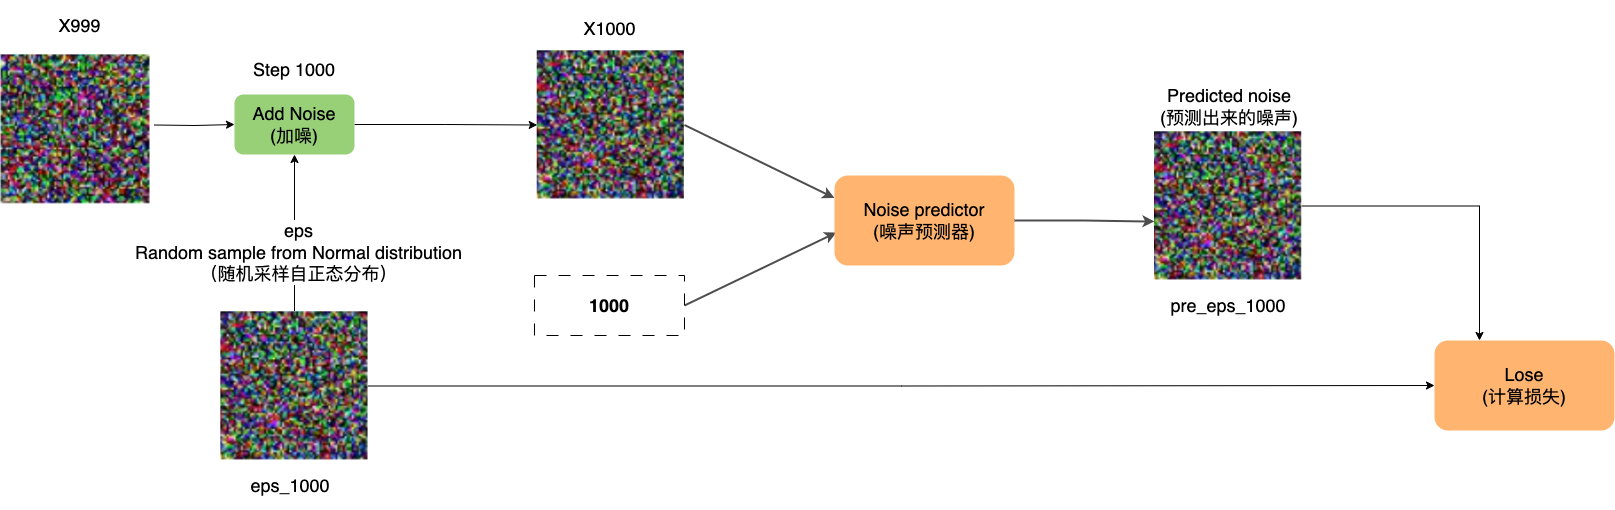 X999
Step 1000
Add Noise
(加噪)
X1000
eps
Random sample from Normal distribution
（随机采样自正态分布）
eps_1000
1000
Noise predictor
(噪声预测器)
Predicted noise
(预测出来的噪声)
pre_eps_1000
Lose
(计算损失)